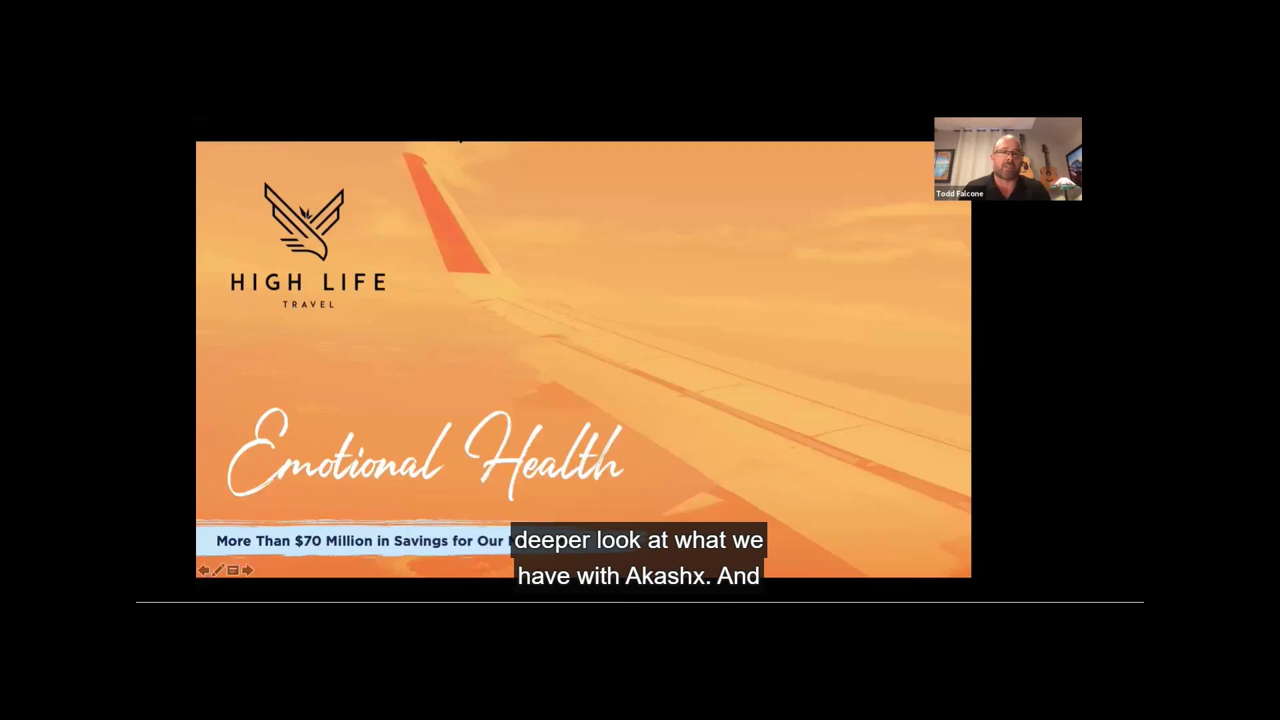 Todd Falcone
HIGH LIFE
TRAVEL
Emotional Health
More Than $70 Million in Savings for Our
deeper look at what we
have with Akashx. And